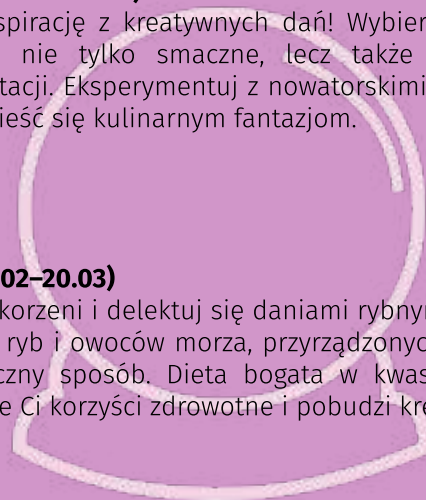 spirację z kreatywnych dań! Wybier
nie tylko smaczne, lecz także
tacji. Eksperymentuj z nowatorskimi
ieść się kulinarnym fantazjom.
02–20.03)
korzeni i delektuj się daniami rybny
ryb i owoców morza, przyrządzonyc
czny sposób. Dieta bogata w kwas
e Ci korzyści zdrowotne i pobudzi kre